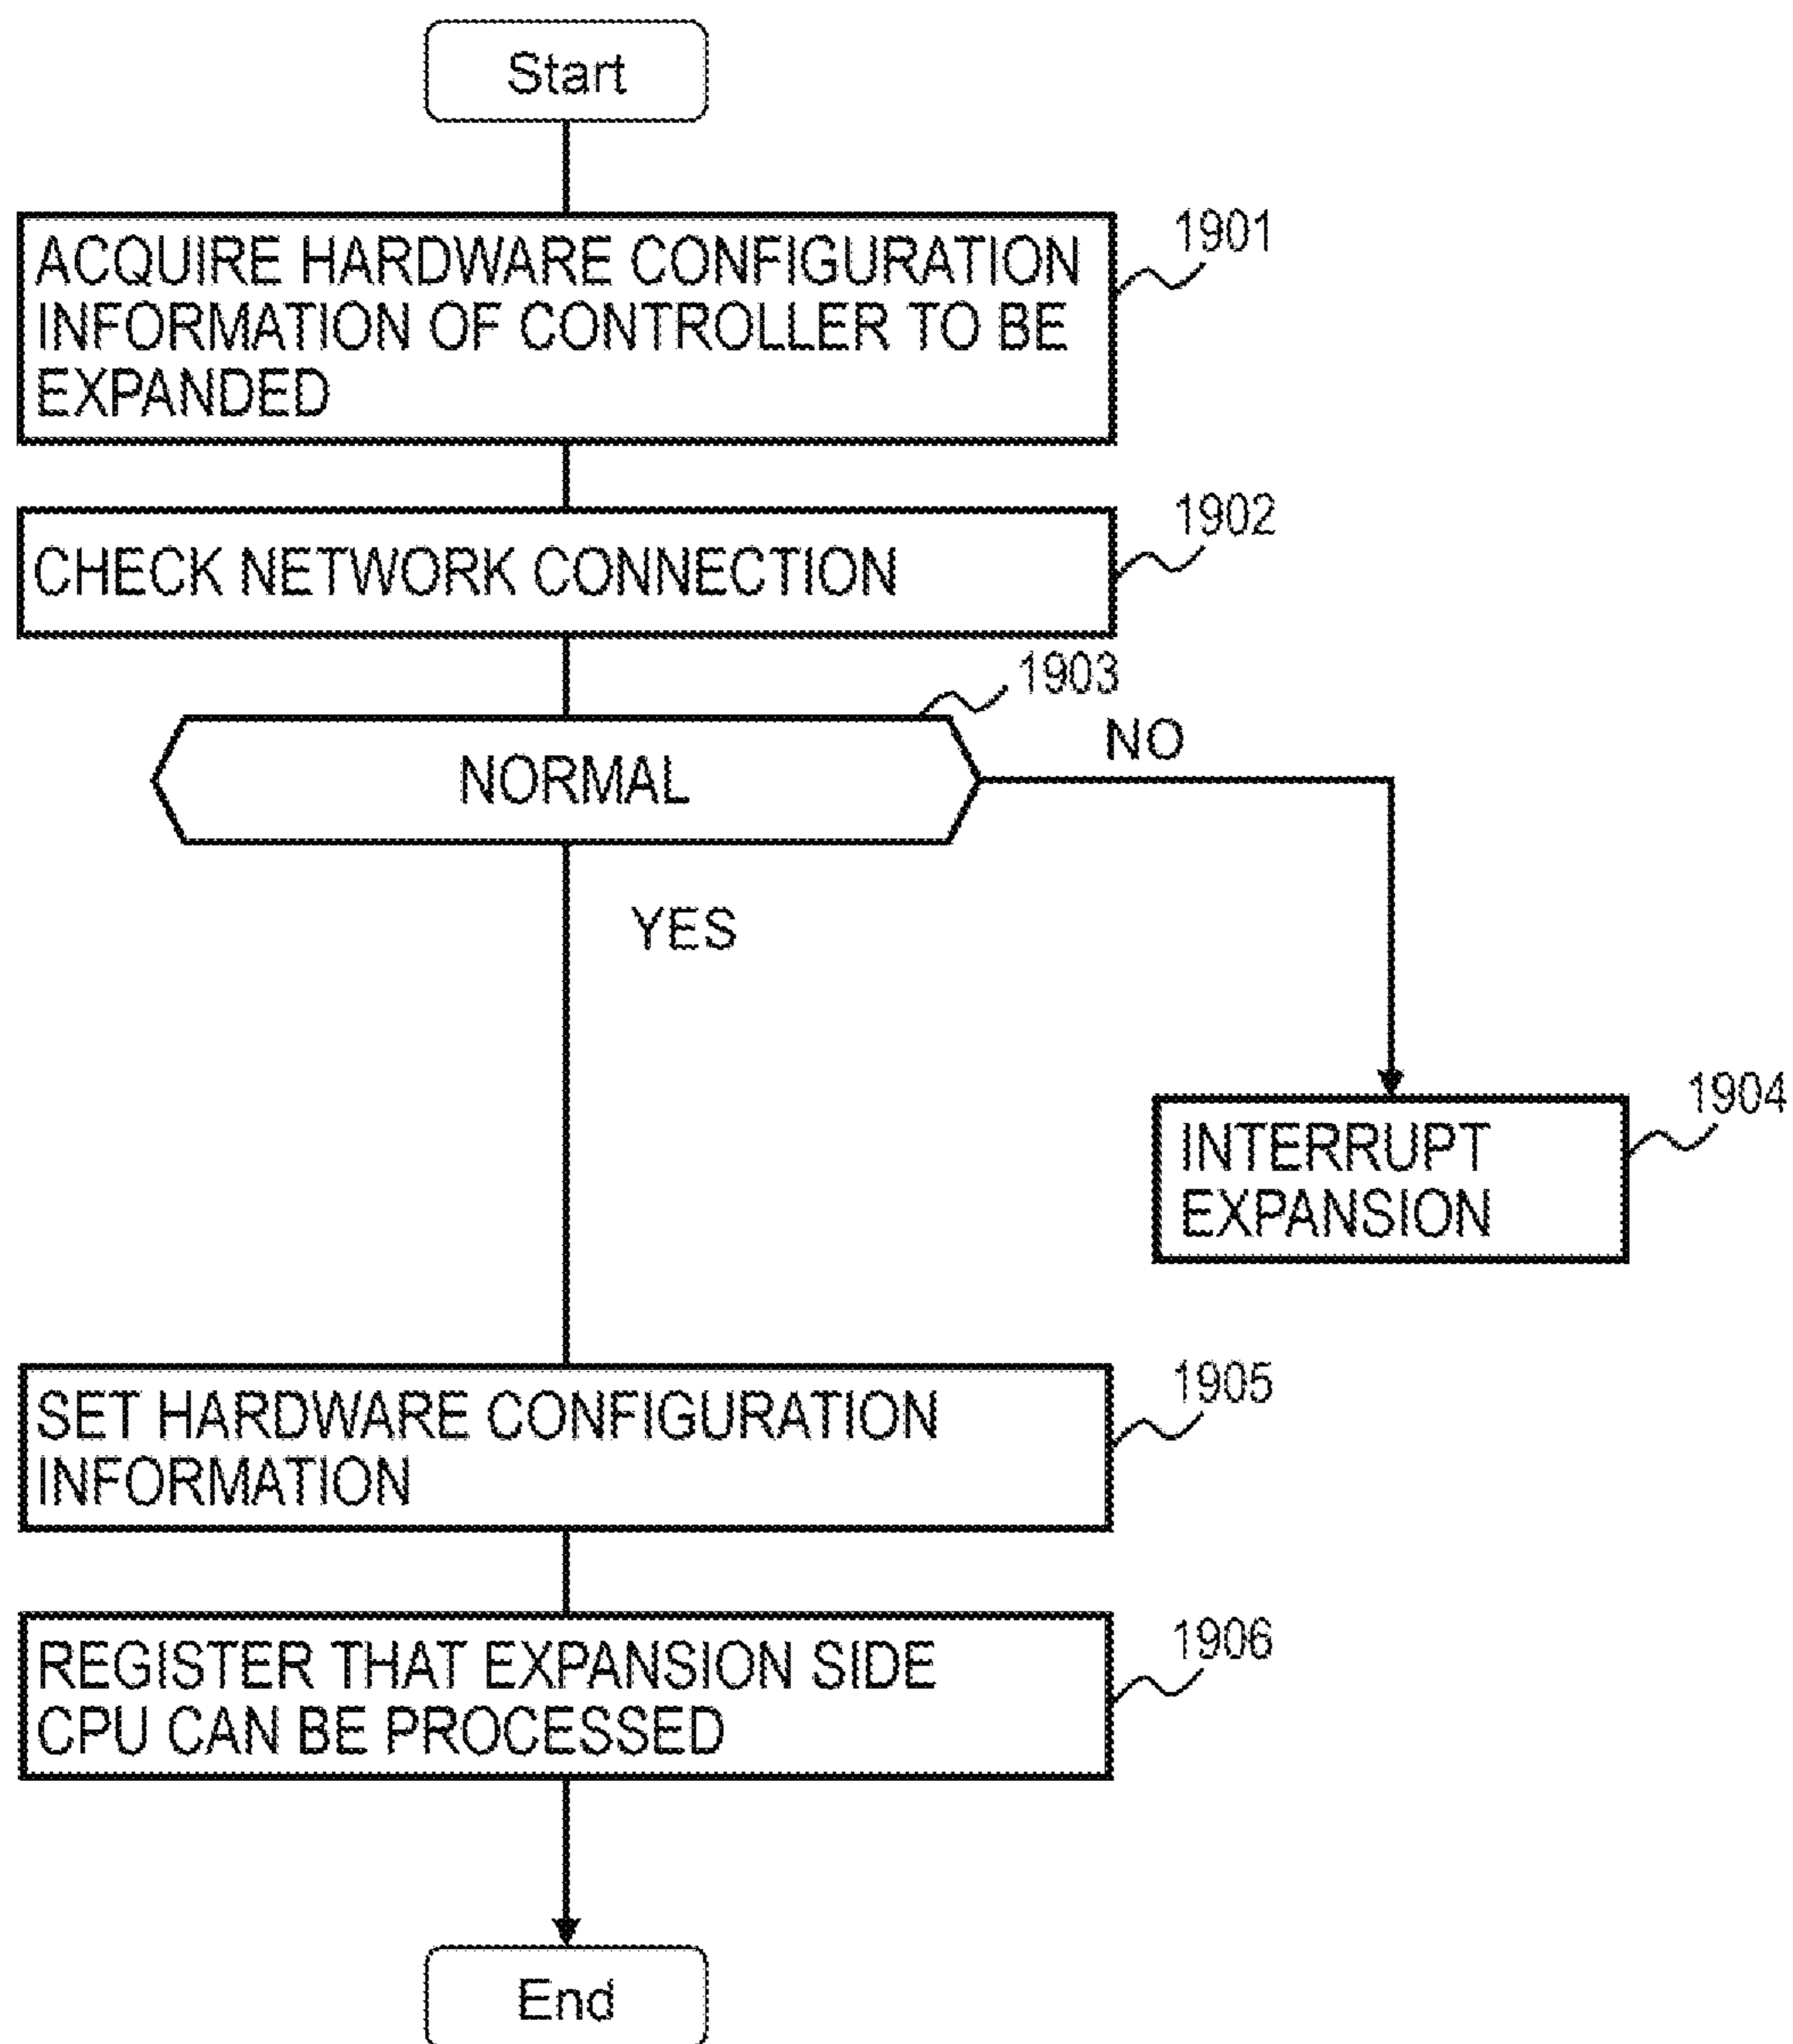 Start
ACQUIRE HARDWARE CONFIGURATION
INFORMATION OF CONTROLLER TO BE
EXPANDED
1901
CHECK NETWORK CONNECTION
1902
1903
NORMAL
NO
YES
INTERRUPT
EXPANSION
1904
SET HARDWARE CONFIGURATION
INFORMATION
1905
REGISTER THAT EXPANSION SIDE
CPU CAN BE PROCESSED
1906
End